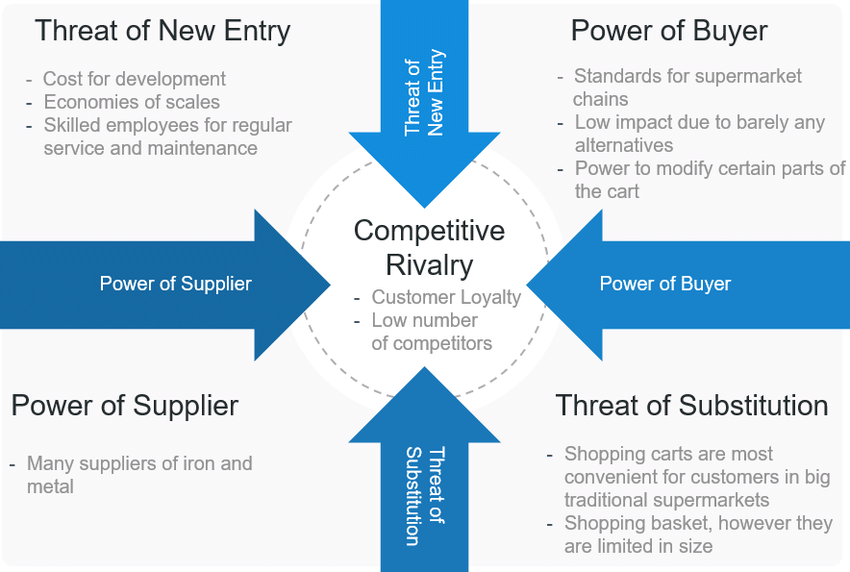 Threat of New Entry
- Cost for development
- Economies of scales
- Skilled employees for regular
service and maintenance
Threat of
New Entry
Power of Buyer
- Standards for supermarket
chains
- Low impact due to barely any
alternatives
- Power to modify certain parts of
the cart
Power of Supplier
Competitive
Rivalry
- Customer Loyalty
- Low number
of competitors
Power of Buyer
Power of Supplier
- Many suppliers of iron and
metal
Threat of
Substitution
Threat of Substitution
- Shopping carts are most
convenient for customers in big
traditional supermarkets
- Shopping basket, however they
are limited in size